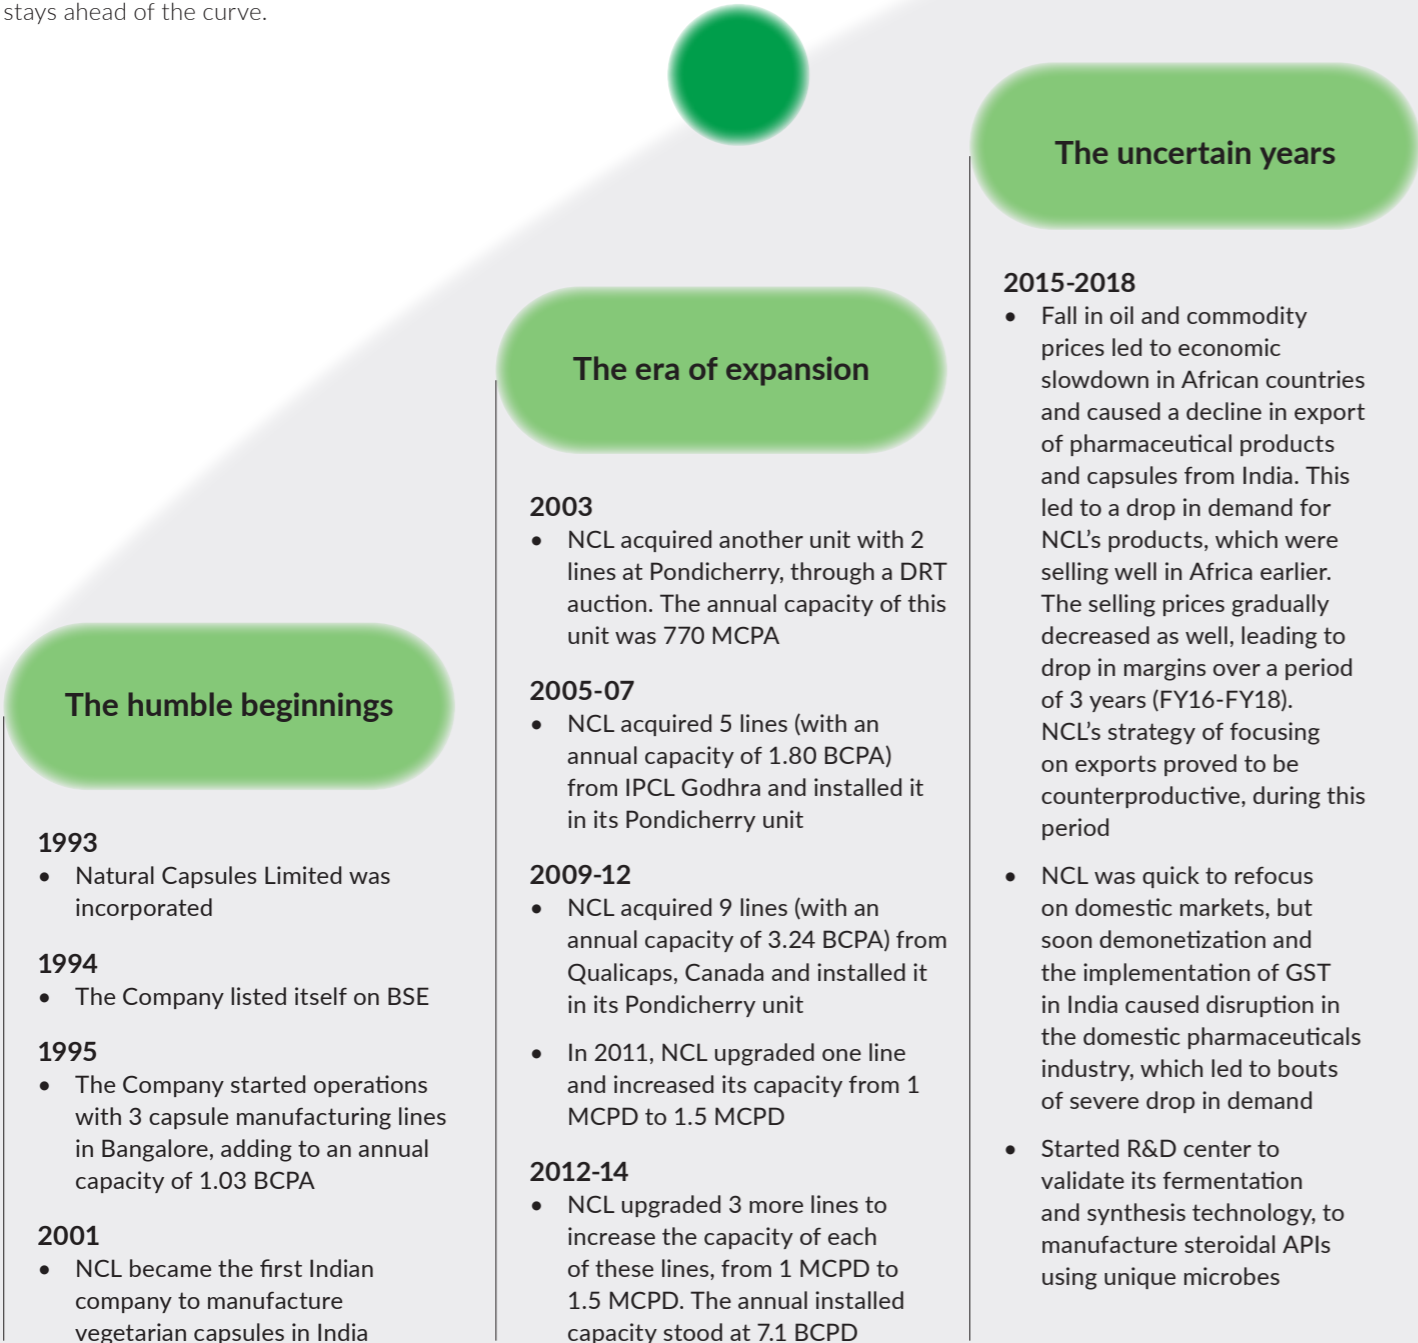 stays ahead of the curve.
The humble beginnings
1993
• Natural Capsules Limited was
incorporated
1994
• The Company listed itself on BSE
1995
• The Company started operations
with 3 capsule manufacturing lines
in Bangalore, adding to an annual
capacity of 1.03 BCPA
2001
• NCL became the first Indian
company to manufacture
vegetarian capsules in India
The era of expansion
2003
• NCL acquired another unit with 2
lines at Pondicherry, through a DRT
auction. The annual capacity of this
unit was 770 MCPA
2005-07
• NCL acquired 5 lines (with an
annual capacity of 1.80 BCPA)
from IPCL Godhra and installed it
in its Pondicherry unit
2009-12
• NCL acquired 9 lines (with an
annual capacity of 3.24 BCPA) from
Qualicaps, Canada and installed it
in its Pondicherry unit
• In 2011, NCL upgraded one line
and increased its capacity from 1
MCPD to 1.5 MCPD
2012-14
• NCL upgraded 3 more lines to
increase the capacity of each
of these lines, from 1 MCPD to
1.5 MCPD. The annual installed
capacity stood at 7.1 BCPD
The uncertain years
2015-2018
• Fall in oil and commodity
prices led to economic
slowdown in African countries
and caused a decline in export
of pharmaceutical products
and capsules from India. This
led to a drop in demand for
NCL’s products, which were
selling well in Africa earlier.
The selling prices gradually
decreased as well, leading to
drop in margins over a period
of 3 years (FY16-FY18).
NCL’s strategy of focusing
on exports proved to be
counterproductive, during this
period
• NCL was quick to refocus
on domestic markets, but
soon demonetization and
the implementation of GST
in India caused disruption in
the domestic pharmaceuticals
industry, which led to bouts
of severe drop in demand
• Started R&D center to
validate its fermentation
and synthesis technology, to
manufacture steroidal APIs
using unique microbes